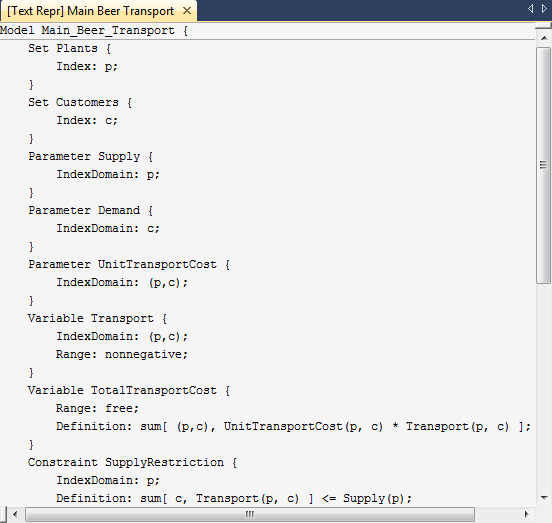 [Text Repr] Main Beer Transport
Model Main_Beer_Transport {
    Set Plants {
        Index: p;
    }
    Set Customers {
        Index: c;
    }
    Parameter Supply {
        IndexDomain: p;
    }
    Parameter Demand {
        IndexDomain: c;
    }
    Parameter UnitTransportCost {
        IndexDomain: (p,c);
    }
    Variable Transport {
        IndexDomain: (p,c);
        Range: nonnegative;
    }
    Variable TotalTransportCost {
        Range: free;
        Definition: sum[ (p,c), UnitTransportCost(p, c) * Transport(p, c) ];
    }
    Constraint SupplyRestriction {
        IndexDomain: p;
        Definition: sum[ c, Transport(p, c) ] <= Supply(p);